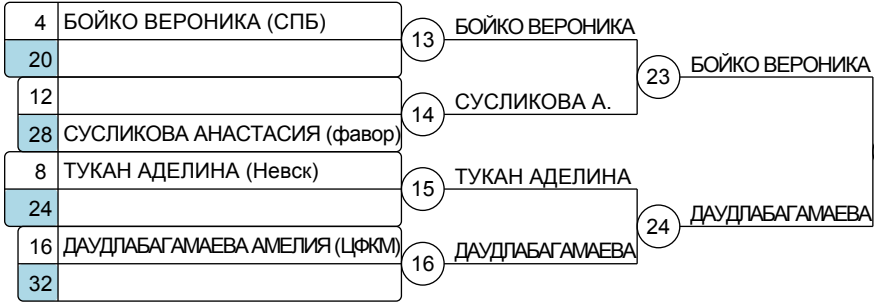 4 БОЙКО ВЕРОНИКА (СПБ)
20
13
БОЙКО ВЕРОНИКА
12
28 СУСЛИКОВА АНАСТАСИЯ (фавор)
14
СУСЛИКОВА А.
23
БОЙКО ВЕРОНИКА
8 ТУКАН АДЕЛИНА (Невск)
24
15
ТУКАН АДЕЛИНА
16 ДАУДЛАБАГАМАЕВА АМЕЛИЯ (ЦФКМ)
32
16
ДАУДЛАБАГАМАЕВА
24
ДАУДЛАБАГАМАЕВА